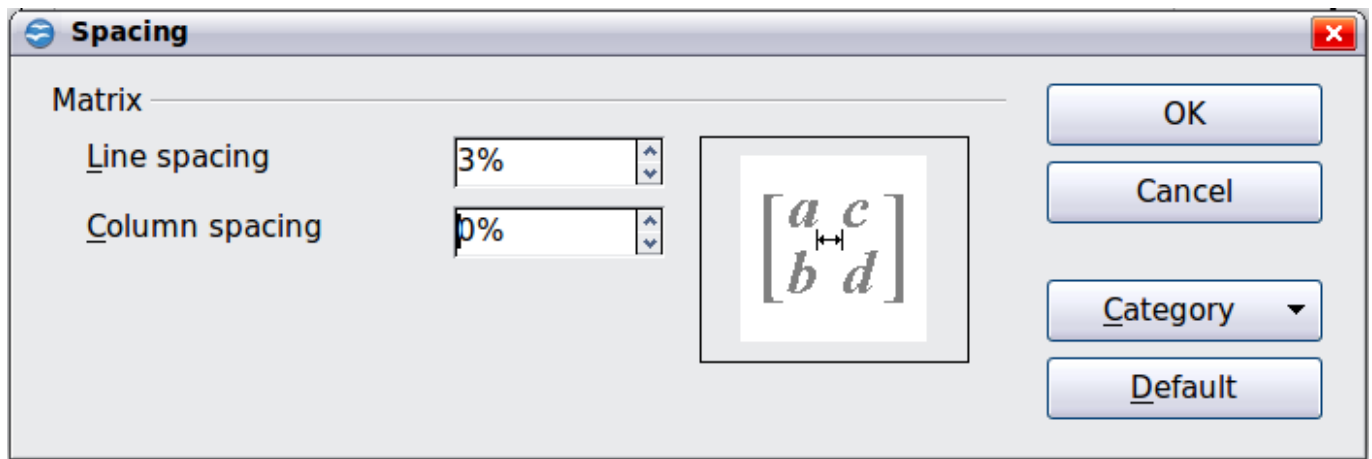 Spacing
Matrix
Line spacing 3%
Column spacing 0%
a c
b d
OK
Cancel
Category
Default